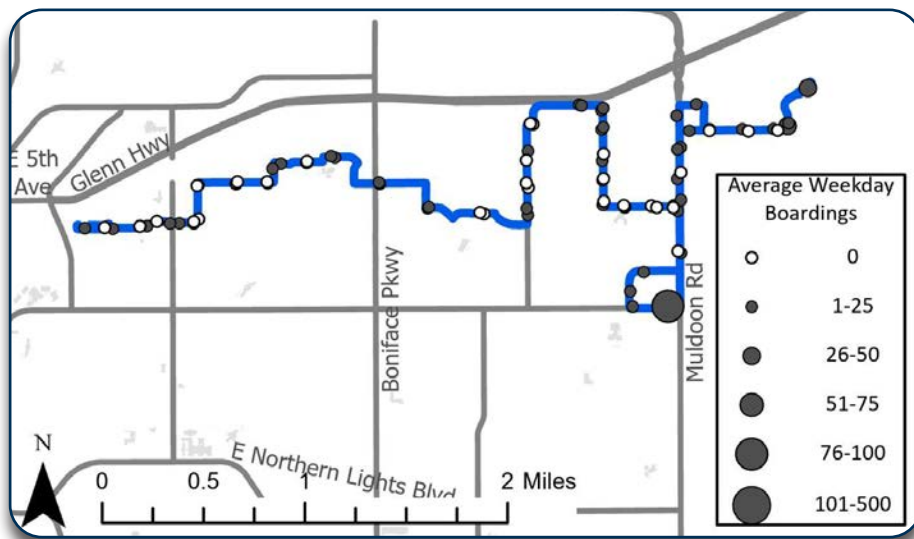 E 5th
Ave
Glenn Hwy
Boniface Pkwy
Muldoon Rd
E Northern Lights Blvd
N
0 0.5 1 2 Miles
Average Weekday
Boardings
0
1-25
26-50
51-75
76-100
101-500